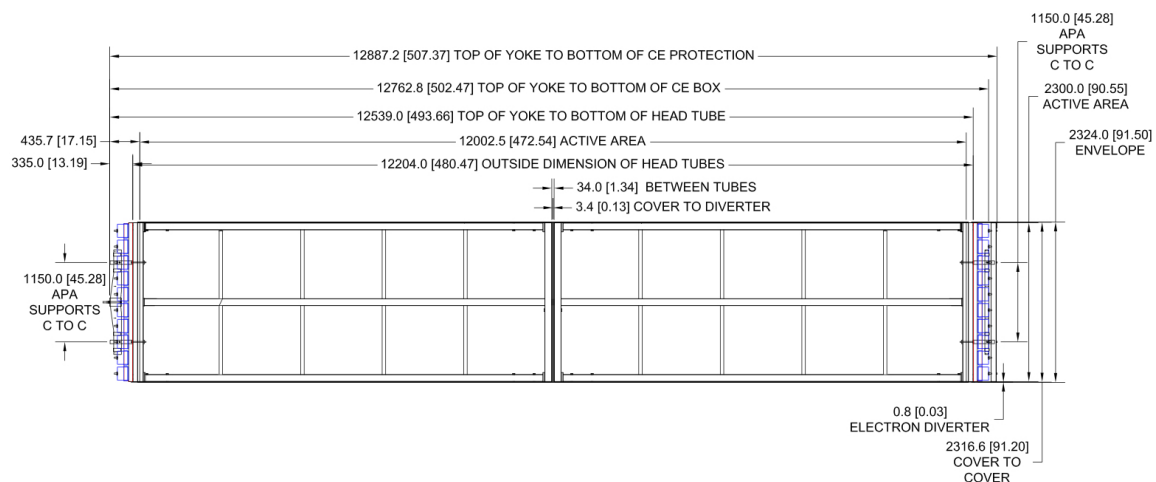 1150.0 [45.28]
APA
SUPPORTS
C TO C
12887.2 [507.37] TOP OF YOKE TO BOTTOM OF CE PROTECTION
12762.8 [502.47] TOP OF YOKE TO BOTTOM OF CE BOX
2300.0 [90.55]
ACTIVE AREA
12539.0 [493.66] TOP OF YOKE TO BOTTOM OF HEAD TUBE
435.7 [17.15]
12002.5 [472.54] ACTIVE AREA
2324.0 [91.50]
ENVELOPE
335.0 [13.19]
12204.0 [480.47] OUTSIDE DIMENSION OF HEAD TUBES
34.0 [1.34] BETWEEN TUBES
3.4 [0.13] COVER TO DIVERTER
1150.0 [45.28]
APA
SUPPORTS
C TO C
0.8 [0.03]
ELECTRON DIVERTER
2316.6 [91.20]
COVER TO
COVER